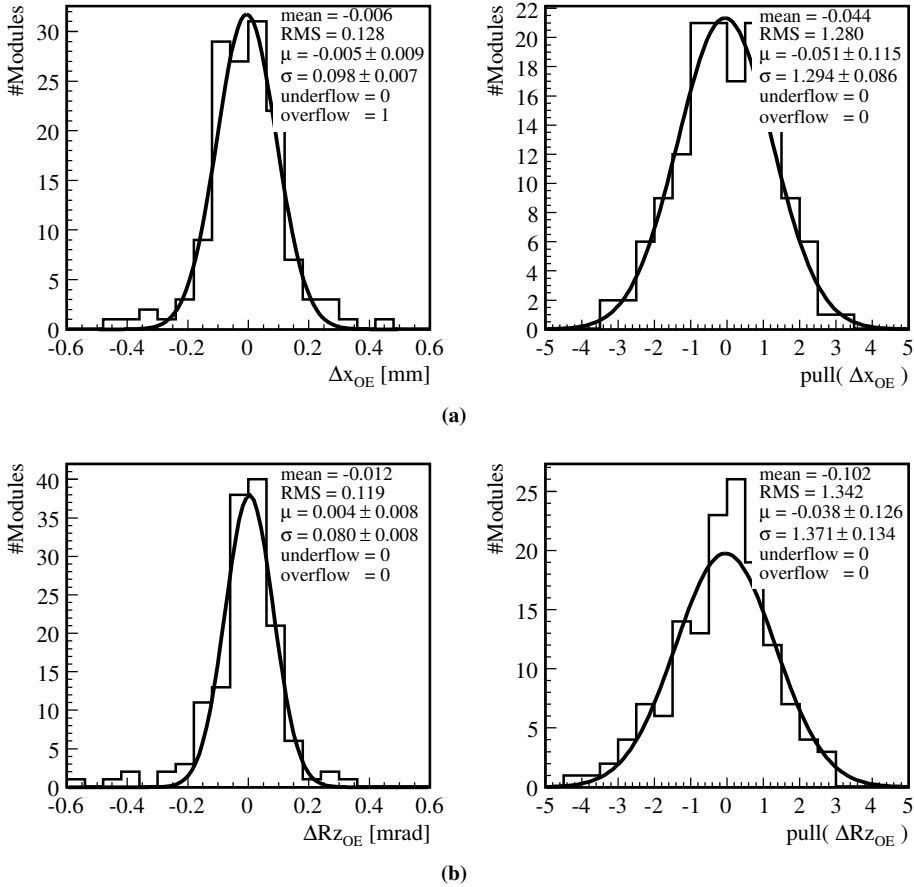 #Modules
30
25
20
15
10
5
0
-0.6 -0.4 -0.2 0 0.2 0.4 0.6
Δx_OE [mm]
mean = -0.006
RMS = 0.128
μ = -0.005 ± 0.009
σ = 0.098 ± 0.007
underflow = 0
overflow = 1
#Modules
22
20
18
16
14
12
10
8
6
4
2
0
-5 -4 -3 -2 -1 0 1 2 3 4 5
pull( Δx_OE )
mean = -0.044
RMS = 1.280
μ = -0.051 ± 0.115
σ = 1.294 ± 0.086
underflow = 0
overflow = 0
(a)
#Modules
40
35
30
25
20
15
10
5
0
-0.6 -0.4 -0.2 0 0.2 0.4 0.6
ΔRz_OE [mrad]
mean = -0.012
RMS = 0.119
μ = 0.004 ± 0.008
σ = 0.080 ± 0.008
underflow = 0
overflow = 0
#Modules
25
20
15
10
5
0
-5 -4 -3 -2 -1 0 1 2 3 4 5
pull( ΔRz_OE )
mean = -0.102
RMS = 1.342
μ = -0.038 ± 0.126
σ = 1.371 ± 0.134
underflow = 0
overflow = 0
(b)